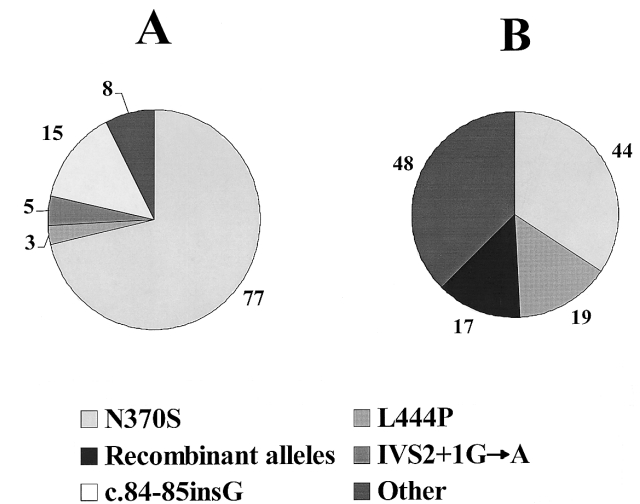 A B
8
15
5
3
77
44
48
17
19
N370S
L444P
Recombinant alleles
IVS2+1G→A
c.84-85insG
Other